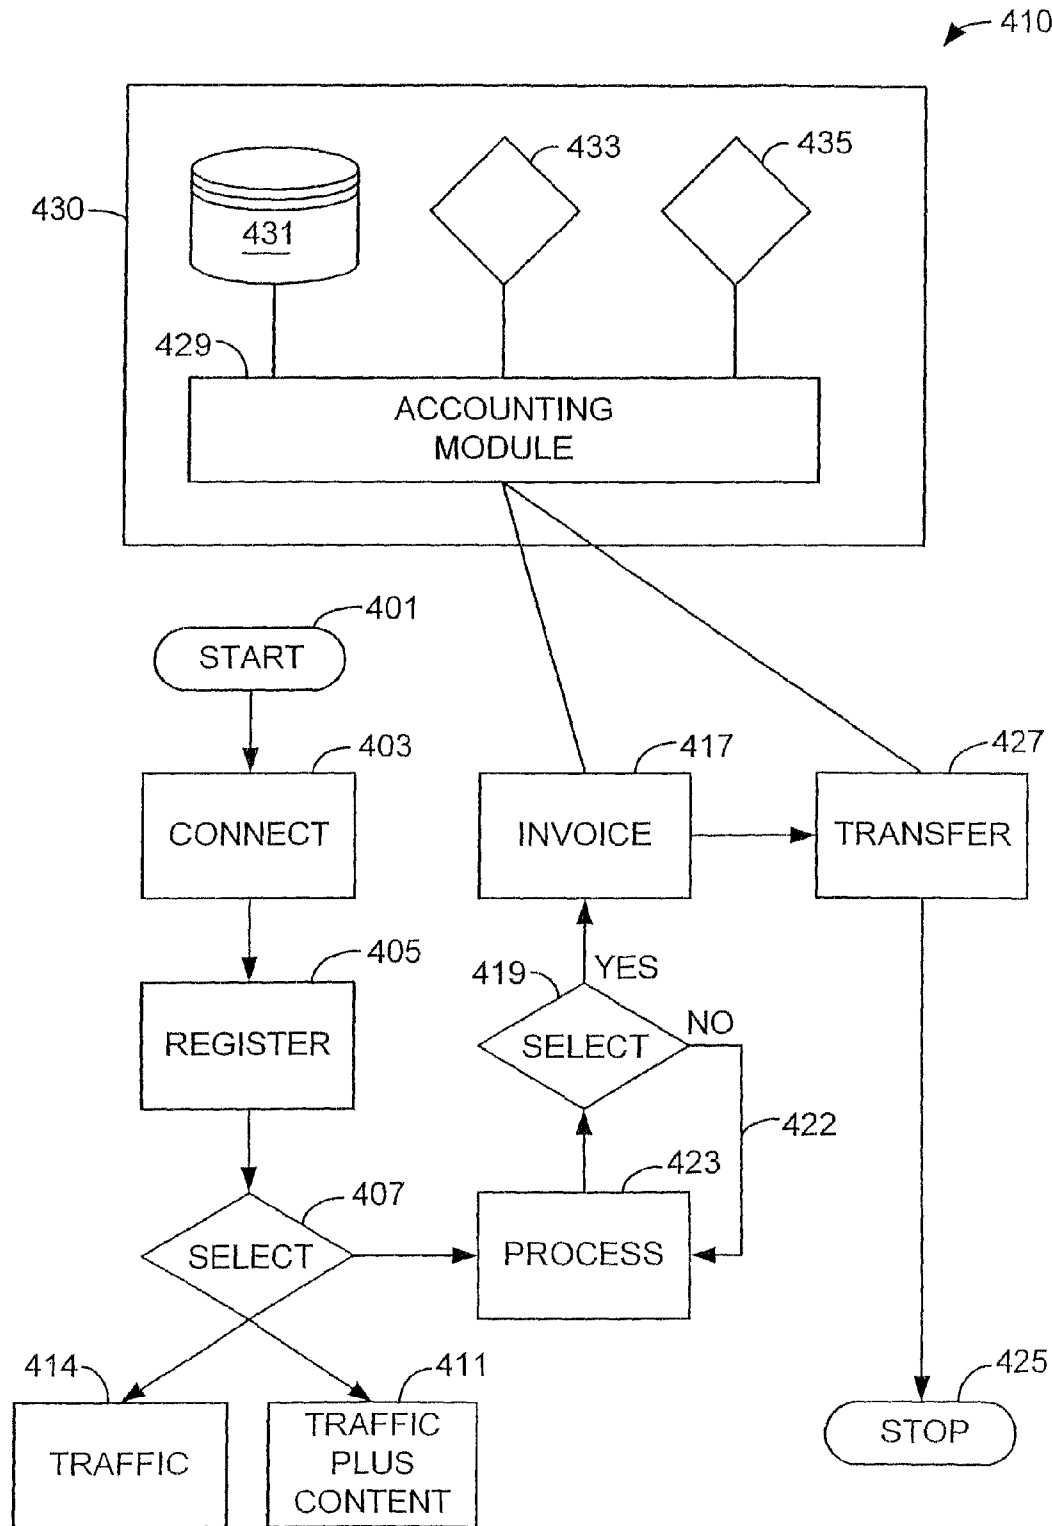 410
433
435
430
431
429
ACCOUNTING
MODULE
401
START
403
417
427
CONNECT
INVOICE
TRANSFER
405
419
YES
NO
REGISTER
SELECT
422
423
407
SELECT
PROCESS
414
411
425
TRAFFIC
TRAFFIC
PLUS
CONTENT
STOP